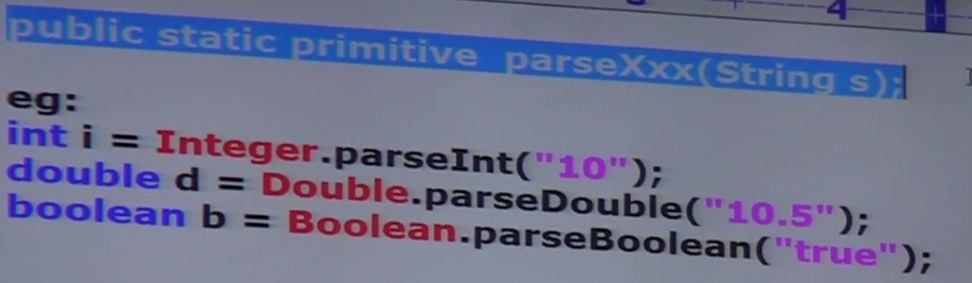 4
public static primitive parseXxx(String s);
eg:
int i = Integer.parseInt("10");
double d = Double.parseDouble("10.5");
boolean b = Boolean.parseBoolean("true");